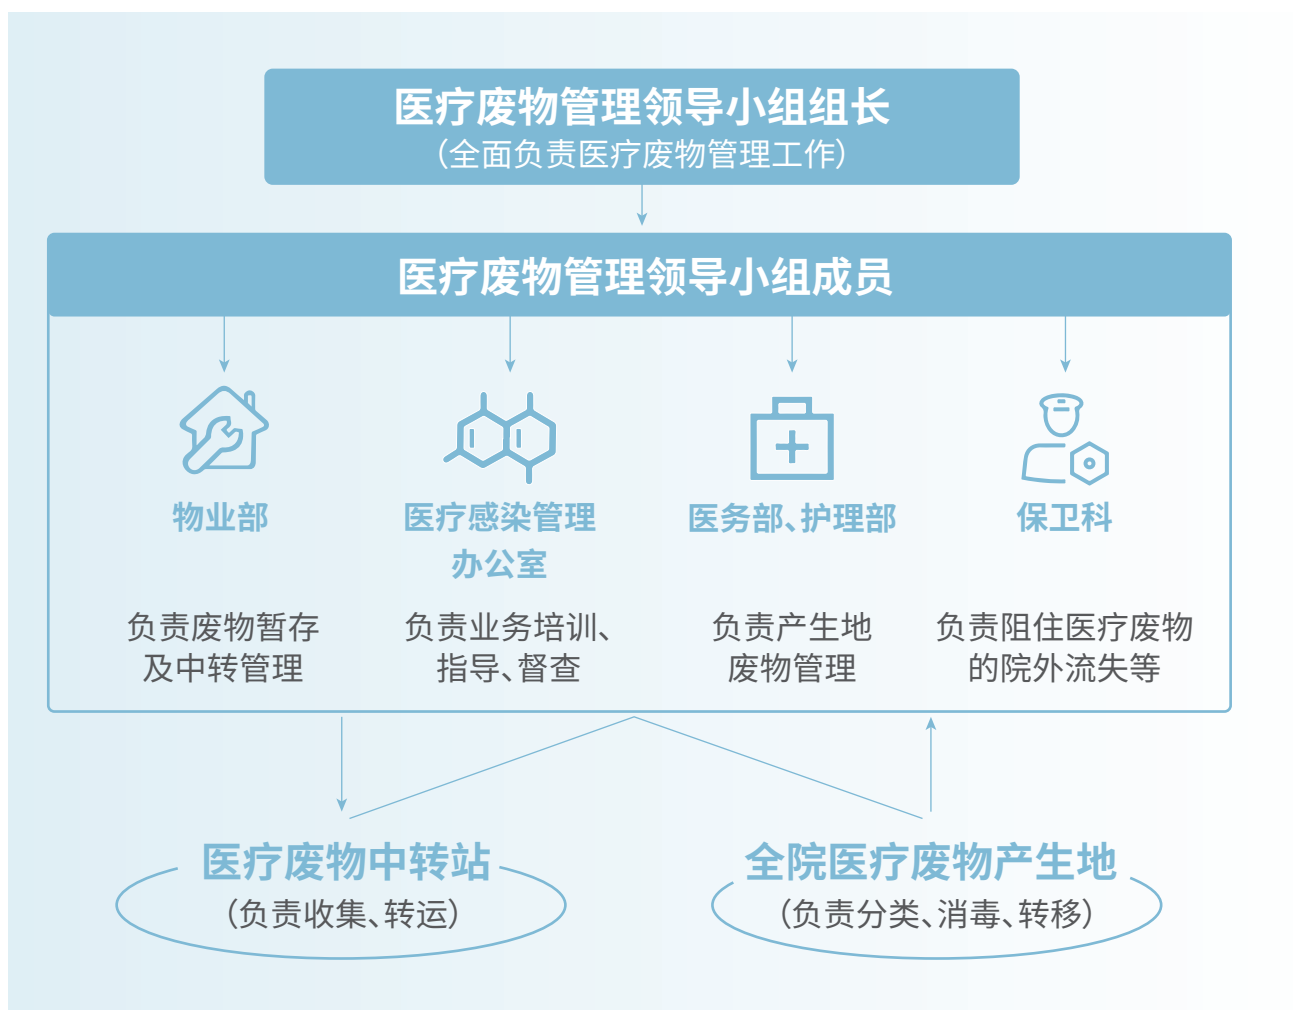 医疗废物管理领导小组组长
（全面负责医疗废物管理工作）
医疗废物管理领导小组成员
物业部
负责废物暂存
及中转管理
医疗感染管理
办公室
负责业务培训、
指导、督查
医务部、护理部
负责产生地
废物管理
保卫科
负责阻住医疗废物
的院外流失等
医疗废物中转站
（负责收集、转运）
全院医疗废物产生地
（负责分类、消毒、转移）